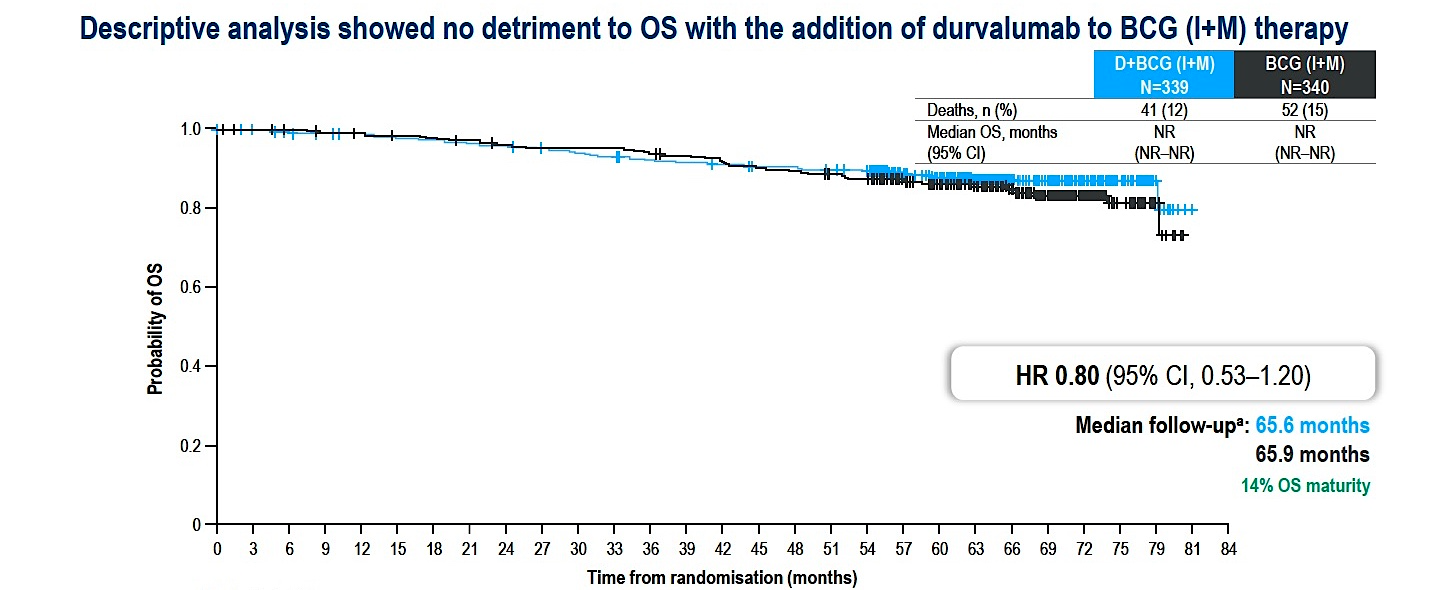 Descriptive analysis showed no detriment to OS with the addition of durvalumab to BCG (I+M) therapy
D+BCG (I+M) BCG (I+M)
N=339 N=340
Deaths, n (%) 41 (12) 52 (15)
Median OS, months NR NR
(95% CI) (NR–NR) (NR–NR)
1.0
0.8
0.6
0.4
0.2
0
Probability of OS
HR 0.80 (95% CI, 0.53–1.20)
Median follow-upª: 65.6 months
65.9 months
14% OS maturity
0 3 6 9 12 15 18 21 24 27 30 33 36 39 42 45 48 51 54 57 60 63 66 69 72 75 79 81 84
Time from randomisation (months)